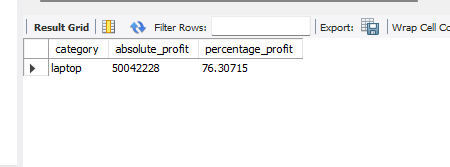 Result Grid Filter Rows: Export: Wrap Cell Co
category absolute_profit percentage_profit
laptop 50042228 76.30715